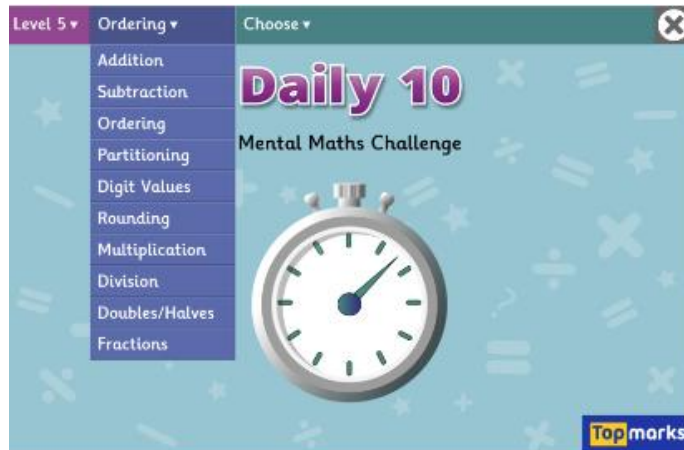 Level 5 ▾ Ordering ▾ Choose ▾
Addition
Subtraction
Ordering
Partitioning
Digit Values
Rounding
Multiplication
Division
Doubles/Halves
Fractions
Daily 10
Mental Maths Challenge
Topmarks